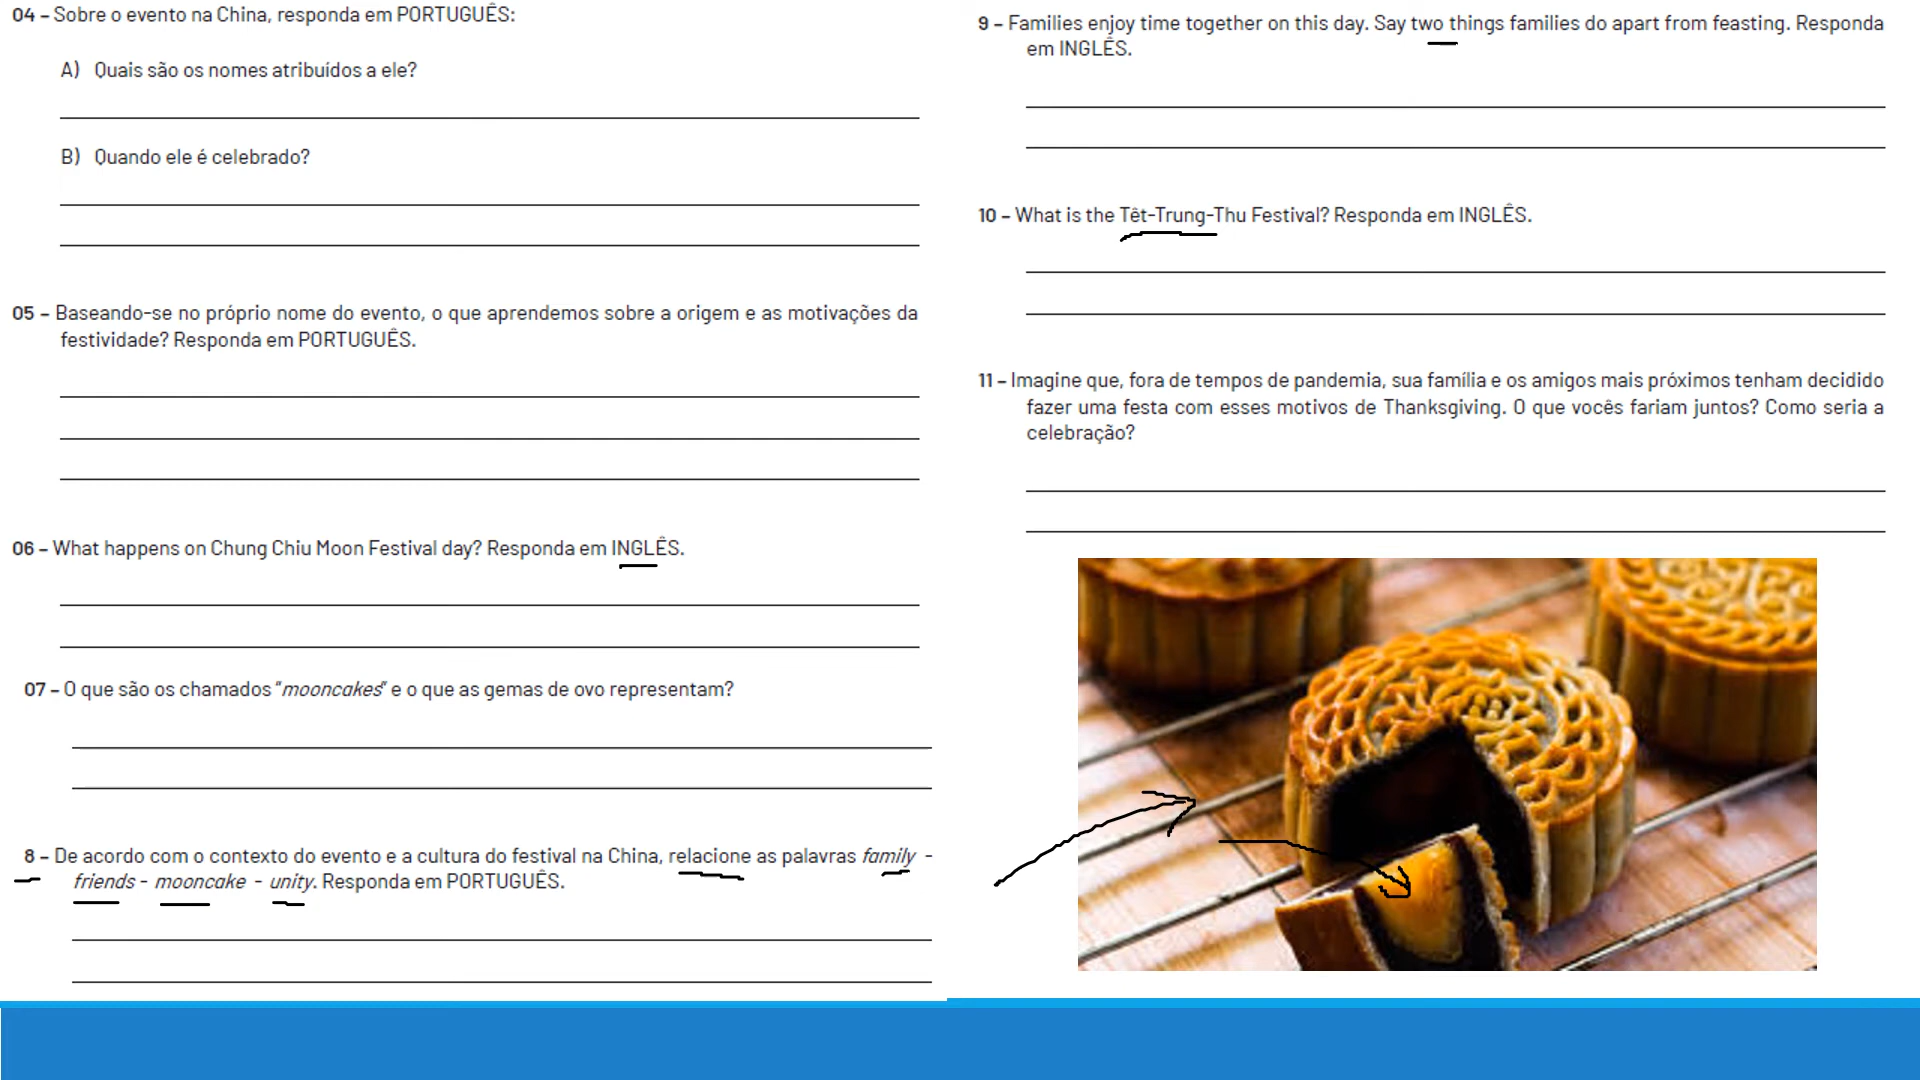 04 – Sobre o evento na China, responda em PORTUGUÊS:
A) Quais são os nomes atribuídos a ele?
B) Quando ele é celebrado?
05 – Baseando-se no próprio nome do evento, o que aprendemos sobre a origem e as motivações da
festividade? Responda em PORTUGUÊS.
06 – What happens on Chung Chiu Moon Festival day? Responda em INGLÊS.
07 – O que são os chamados "mooncakes" e o que as gemas de ovo representam?
8 – De acordo com o contexto do evento e a cultura do festival na China, relacione as palavras family -
friends - mooncake - unity. Responda em PORTUGUÊS.
9 – Families enjoy time together on this day. Say two things families do apart from feasting. Responda
em INGLÊS.
10 – What is the Têt-Trung-Thu Festival? Responda em INGLÊS.
11 – Imagine que, fora de tempos de pandemia, sua família e os amigos mais próximos tenham decidido
fazer uma festa com esses motivos de Thanksgiving. O que vocês fariam juntos? Como seria a
celebração?